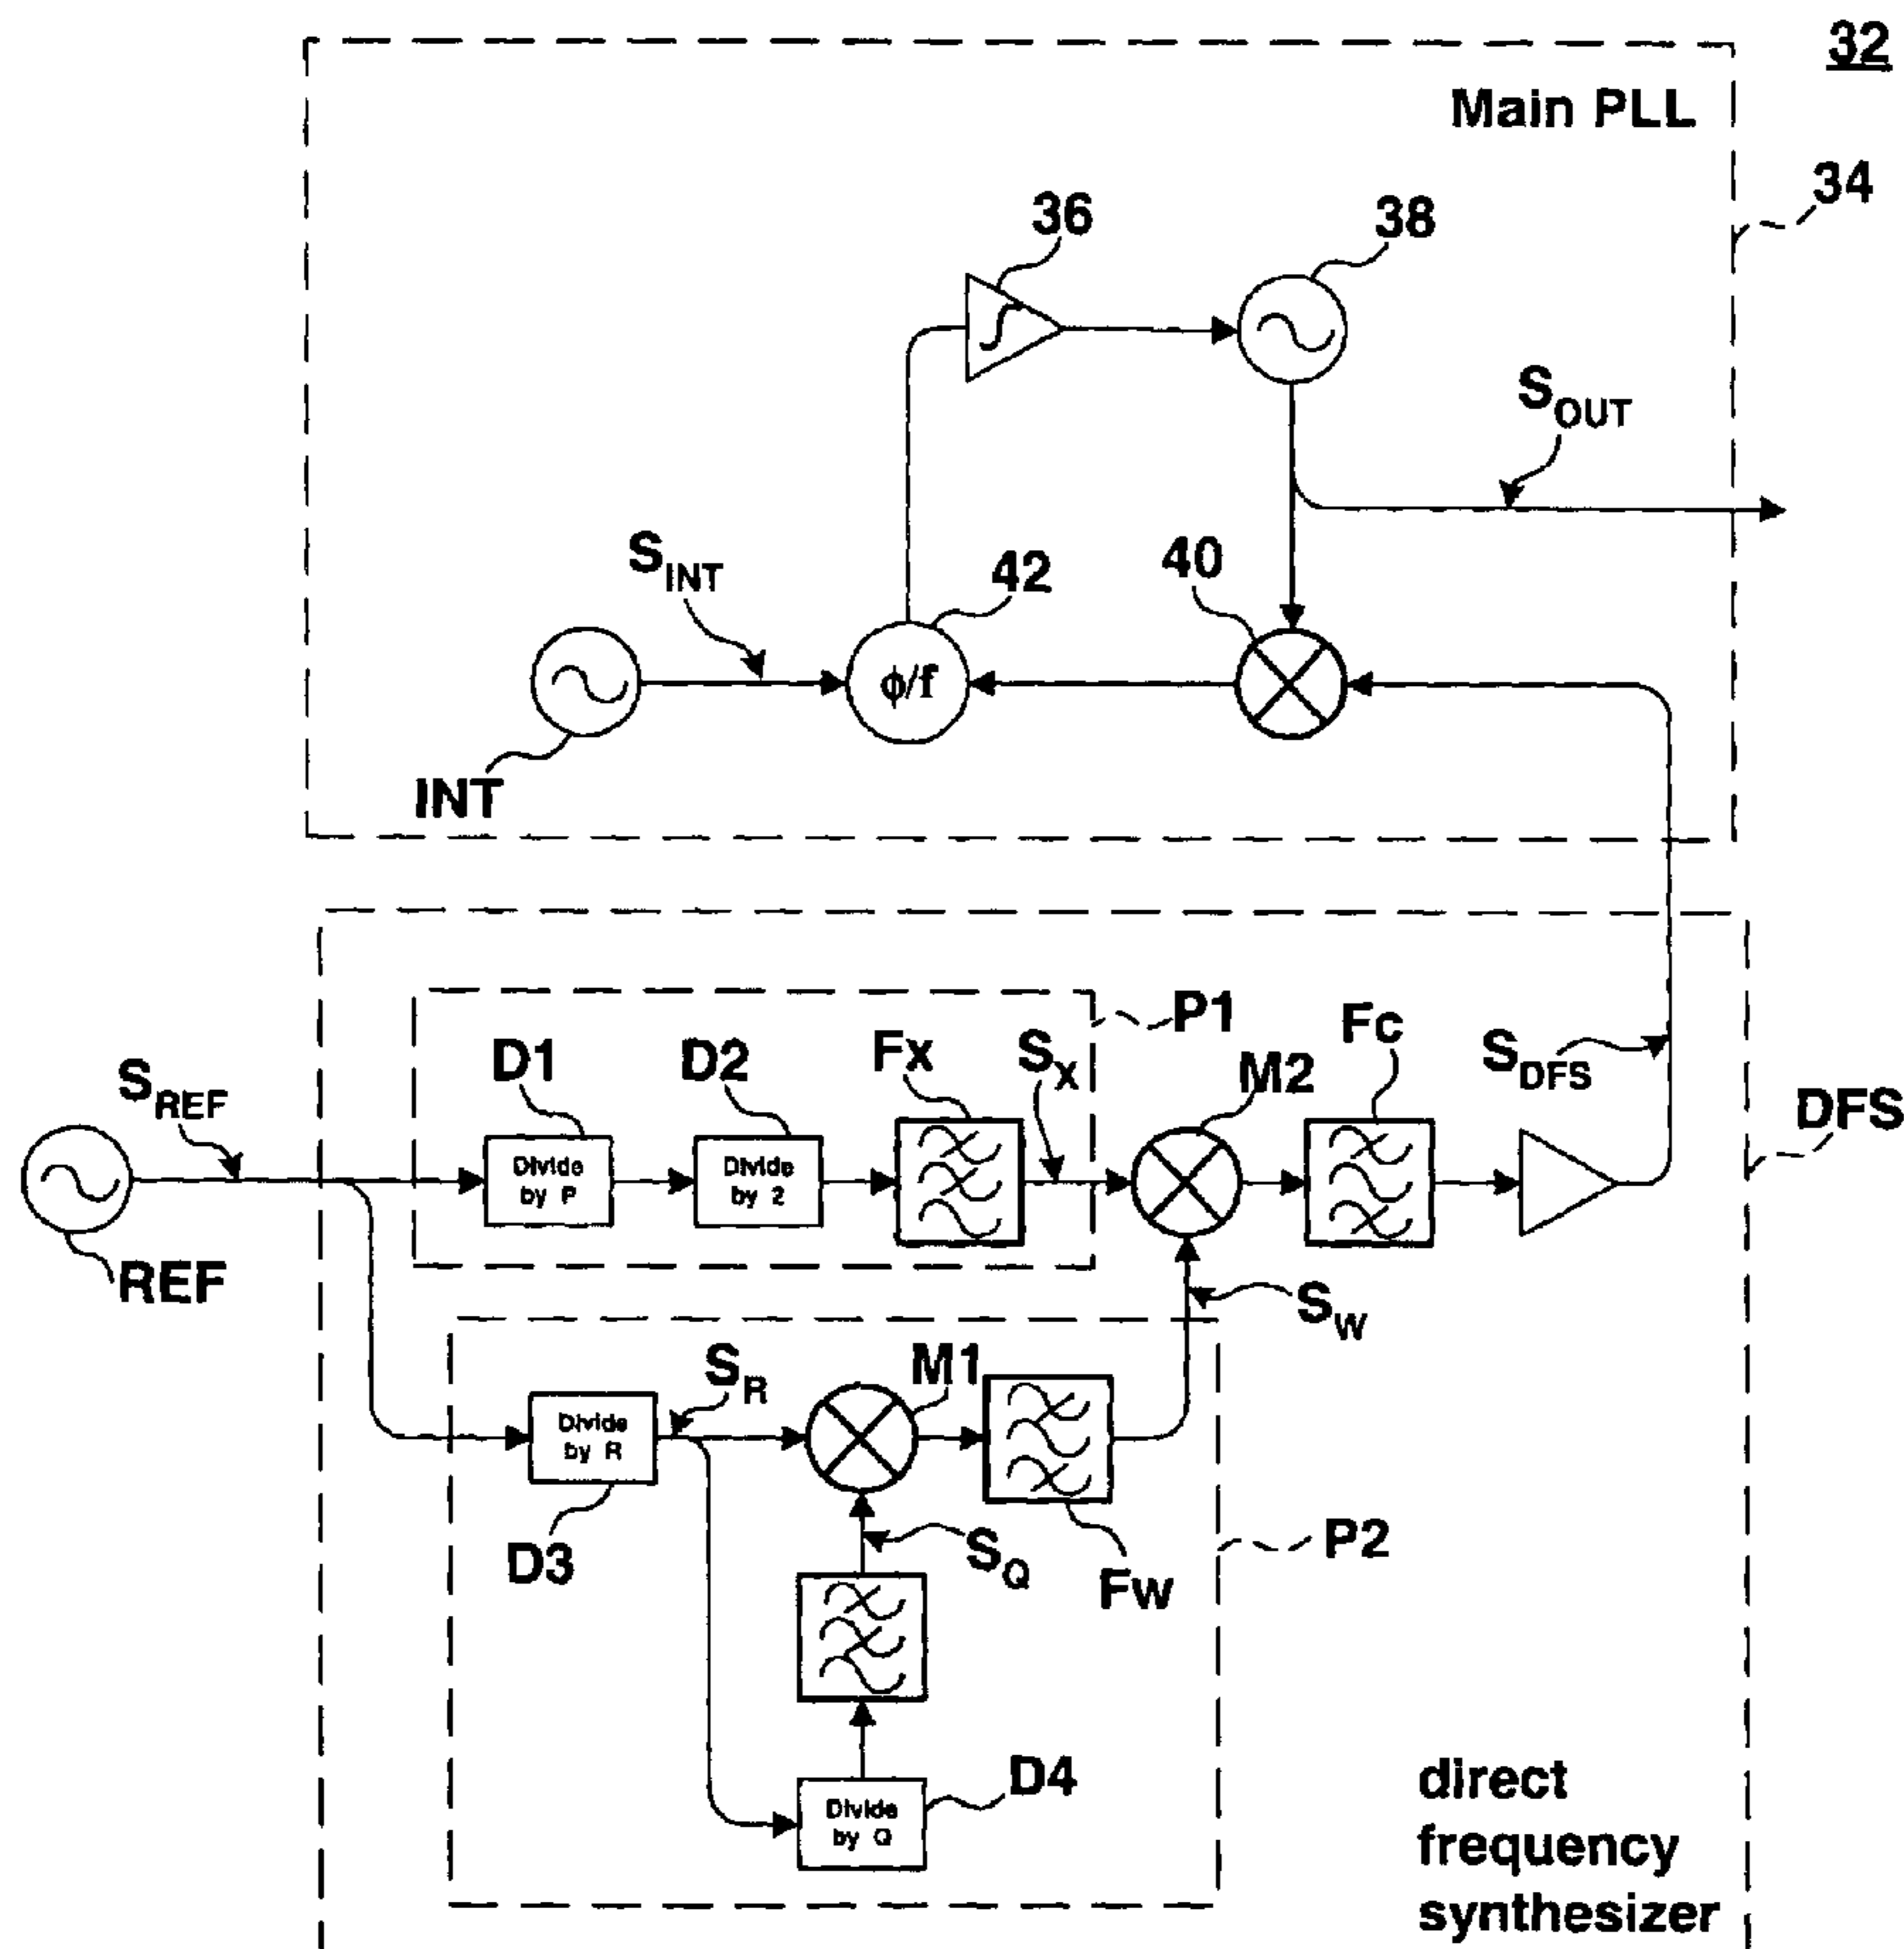 32
Main PLL
34
36
38
S_OUT
S_INT
42
40
φ/f
INT
P1
D1
D2
Fx
S_X
M2
Fc
S_DFS
DFS
S_REF
Divide
by P
Divide
by 2
REF
S_W
S_R
M1
Divide
by R
D3
S_Q
Fw
P2
D4
Divide
by Q
direct
frequency
synthesizer